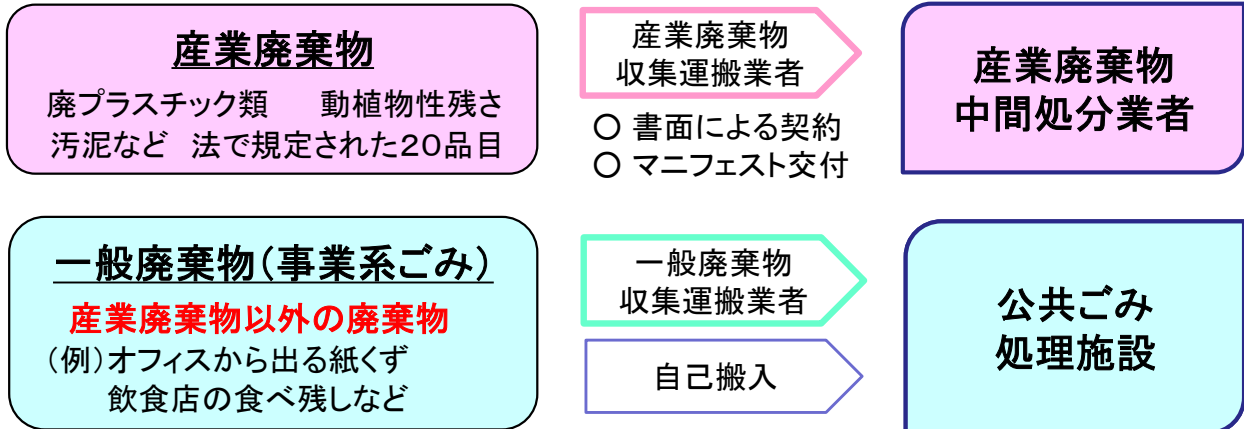 産業廃棄物
廃プラスチック類　動植物性残さ
汚泥など　法で規定された20品目
産業廃棄物
収集運搬業者
○ 書面による契約
○ マニフェスト交付
産業廃棄物
中間処分業者
一般廃棄物(事業系ごみ)
産業廃棄物以外の廃棄物
(例)オフィスから出る紙くず
飲食店の食べ残しなど
一般廃棄物
収集運搬業者
自己搬入
公共ごみ
処理施設